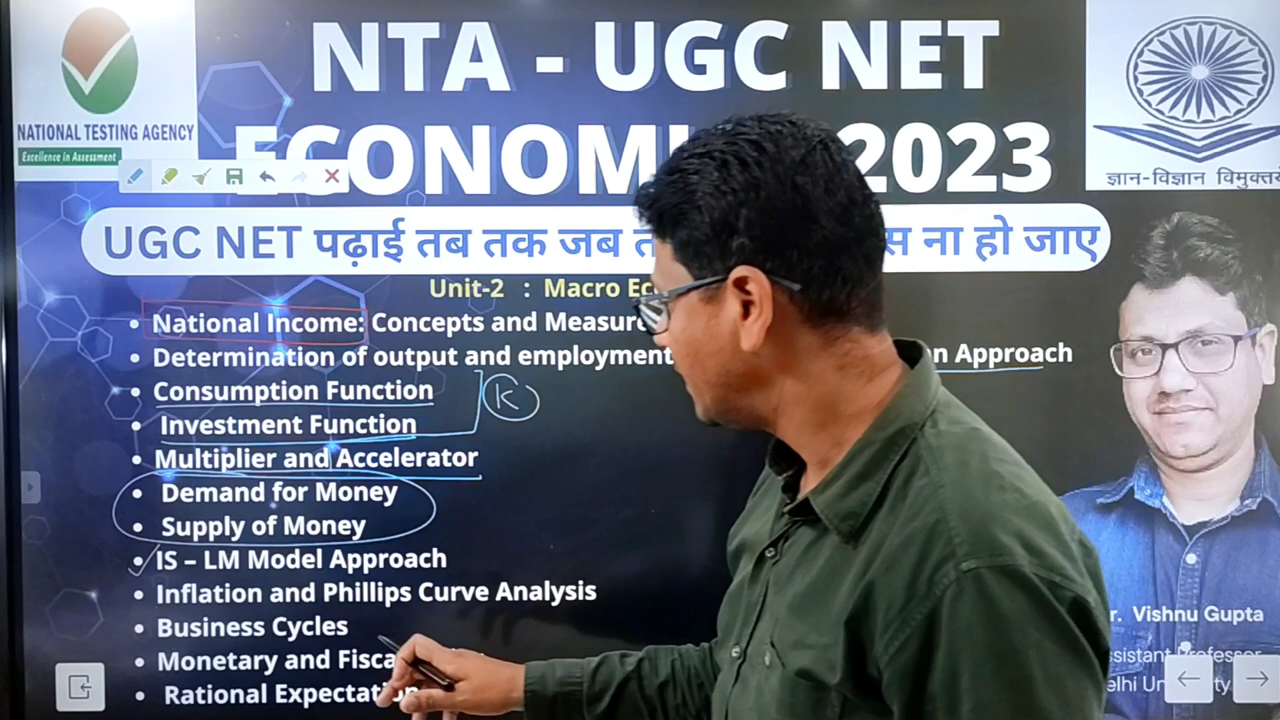 NTA - UGC NET
NATIONAL TESTING AGENCY
Excellence in Assessment
ECONOM 2023
ज्ञान-विज्ञान विमुक्तये
UGC NET पढ़ाई तब तक जब त स ना हो जाए
Unit-2 : Macro Ec
• National Income: Concepts and Measure
• Determination of output and employment n Approach
• Consumption Function
K
• Investment Function
• Multiplier and Accelerator
• Demand for Money
• Supply of Money
• IS – LM Model Approach
• Inflation and Phillips Curve Analysis
• Business Cycles
• Monetary and Fisca
• Rational Expectation
r. Vishnu Gupta
ssistant Professor
elhi University